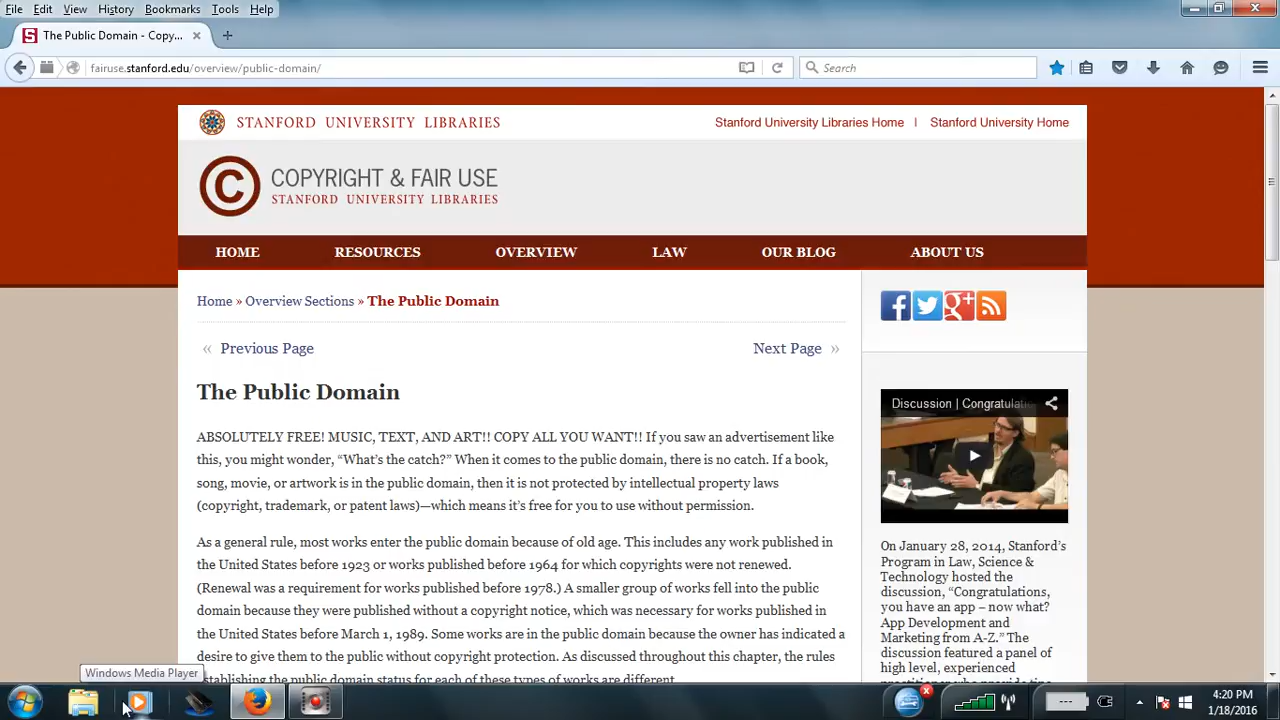 File Edit View History Bookmarks Tools Help
The Public Domain - Copy...
fairuse.stanford.edu/overview/public-domain/
Search
STANFORD UNIVERSITY LIBRARIES
Stanford University Libraries Home | Stanford University Home
COPYRIGHT & FAIR USE
STANFORD UNIVERSITY LIBRARIES
HOME RESOURCES OVERVIEW LAW OUR BLOG ABOUT US
Home » Overview Sections » The Public Domain
« Previous Page
Next Page »
The Public Domain
ABSOLUTELY FREE! MUSIC, TEXT, AND ART!! COPY ALL YOU WANT!! If you saw an advertisement like
this, you might wonder, “What’s the catch?” When it comes to the public domain, there is no catch. If a book,
song, movie, or artwork is in the public domain, then it is not protected by intellectual property laws
(copyright, trademark, or patent laws)—which means it’s free for you to use without permission.
As a general rule, most works enter the public domain because of old age. This includes any work published in
the United States before 1923 or works published before 1964 for which copyrights were not renewed.
(Renewal was a requirement for works published before 1978.) A smaller group of works fell into the public
domain because they were published without a copyright notice, which was necessary for works published in
the United States before March 1, 1989. Some works are in the public domain because the owner has indicated a
desire to give them to the public without copyright protection. As discussed throughout this chapter, the rules
establishing the public domain status for each of these types of works are different.
Discussion | Congratulati
On January 28, 2014, Stanford’s
Program in Law, Science &
Technology hosted the
discussion, “Congratulations,
you have an app – now what?
App Development and
Marketing from A-Z.” The
discussion featured a panel of
high level, experienced
Windows Media Player
4:20 PM
1/18/2016